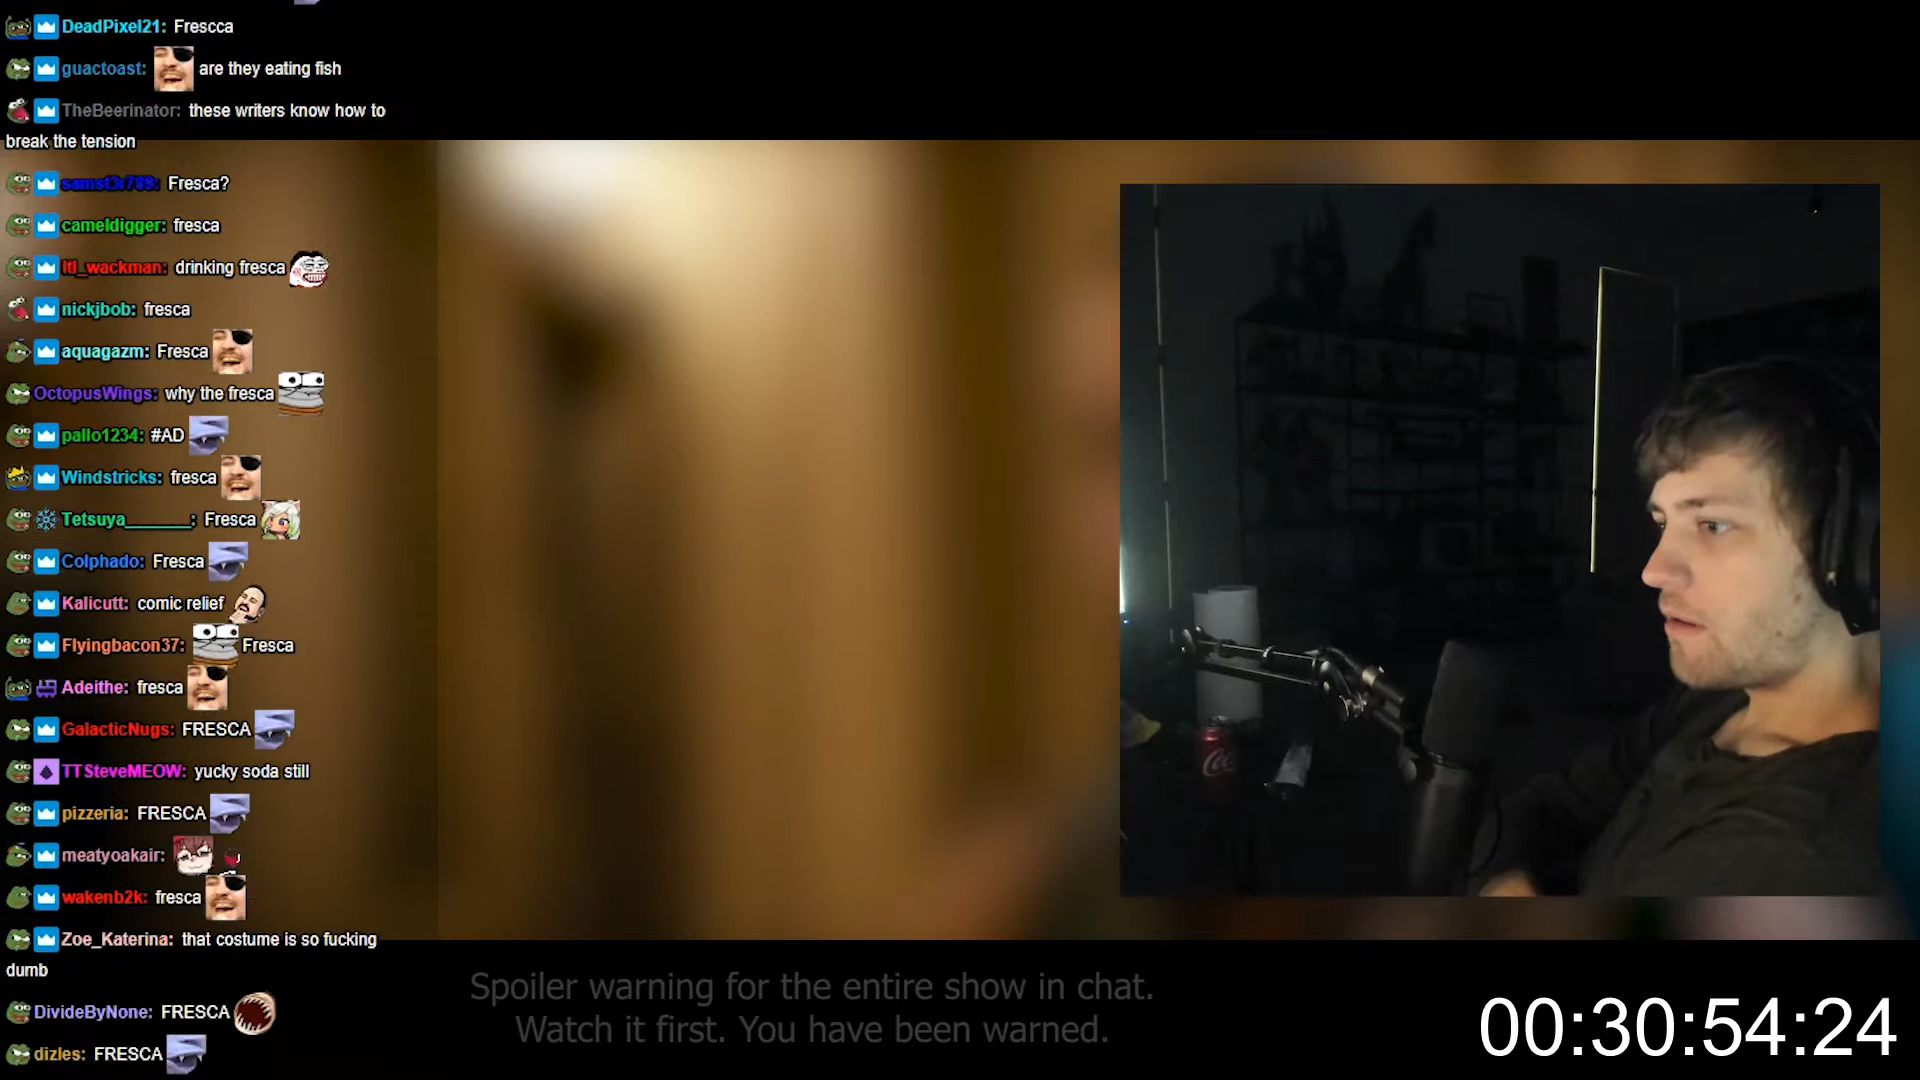 DeadPixel21: Frescca
guactoast: are they eating fish
TheBeerinator: these writers know how to
break the tension
samst3r789: Fresca?
cameldigger: fresca
ltl_wackman: drinking fresca
nickjbob: fresca
aquagazm: Fresca
OctopusWings: why the fresca
pallo1234: #AD
Windstricks: fresca
Tetsuya_______: Fresca
Colphado: Fresca
Kalicutt: comic relief
Flyingbacon37: Fresca
Adeithe: fresca
GalacticNugs: FRESCA
TTSteveMEOW: yucky soda still
pizzeria: FRESCA
meatyoakair:
wakenb2k: fresca
Zoe_Katerina: that costume is so fucking
dumb
DivideByNone: FRESCA
dizles: FRESCA
Coca
Spoiler warning for the entire show in chat.
Watch it first. You have been warned.
00:30:54:24